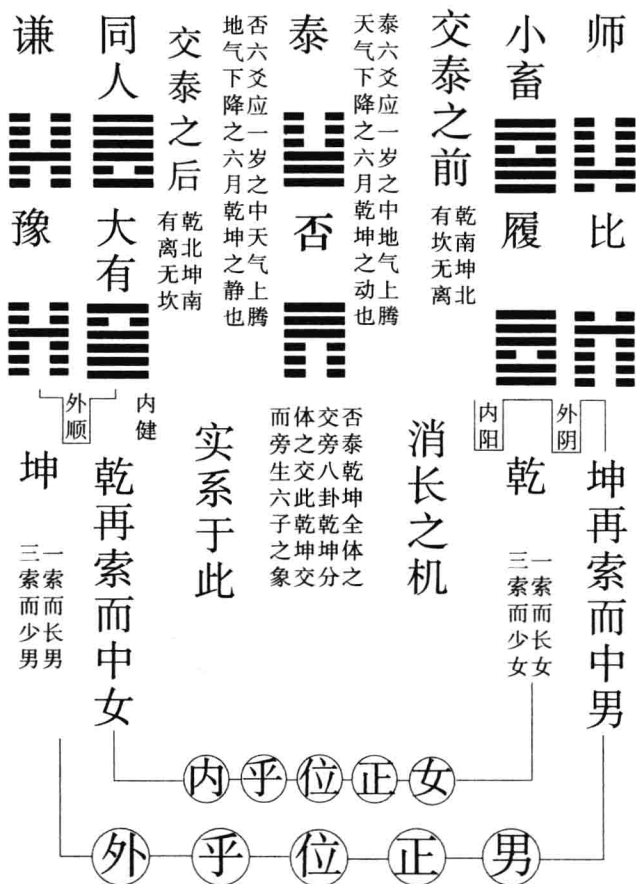 师
比
小畜
履
交泰之前
乾南坤北
有坎无离
泰六爻应一岁之中地气上腾
天气下降之六月乾坤之动也
泰
否
否六爻应一岁之中天气上腾
地气下降之六月乾坤之静也
交泰之后
乾北坤南
有离无坎
同人
大有
谦
豫
外阴
内阳
坤再索而中男
乾
一索而长女
三索而少女
消长之机
否泰乾坤全体之
交旁八卦乾坤分
体之交此乾坤交
而旁生六子之象
实系于此
内健
外顺
乾再索而中女
坤
一索而长男
三索而少男
女正位乎内
男正位乎外